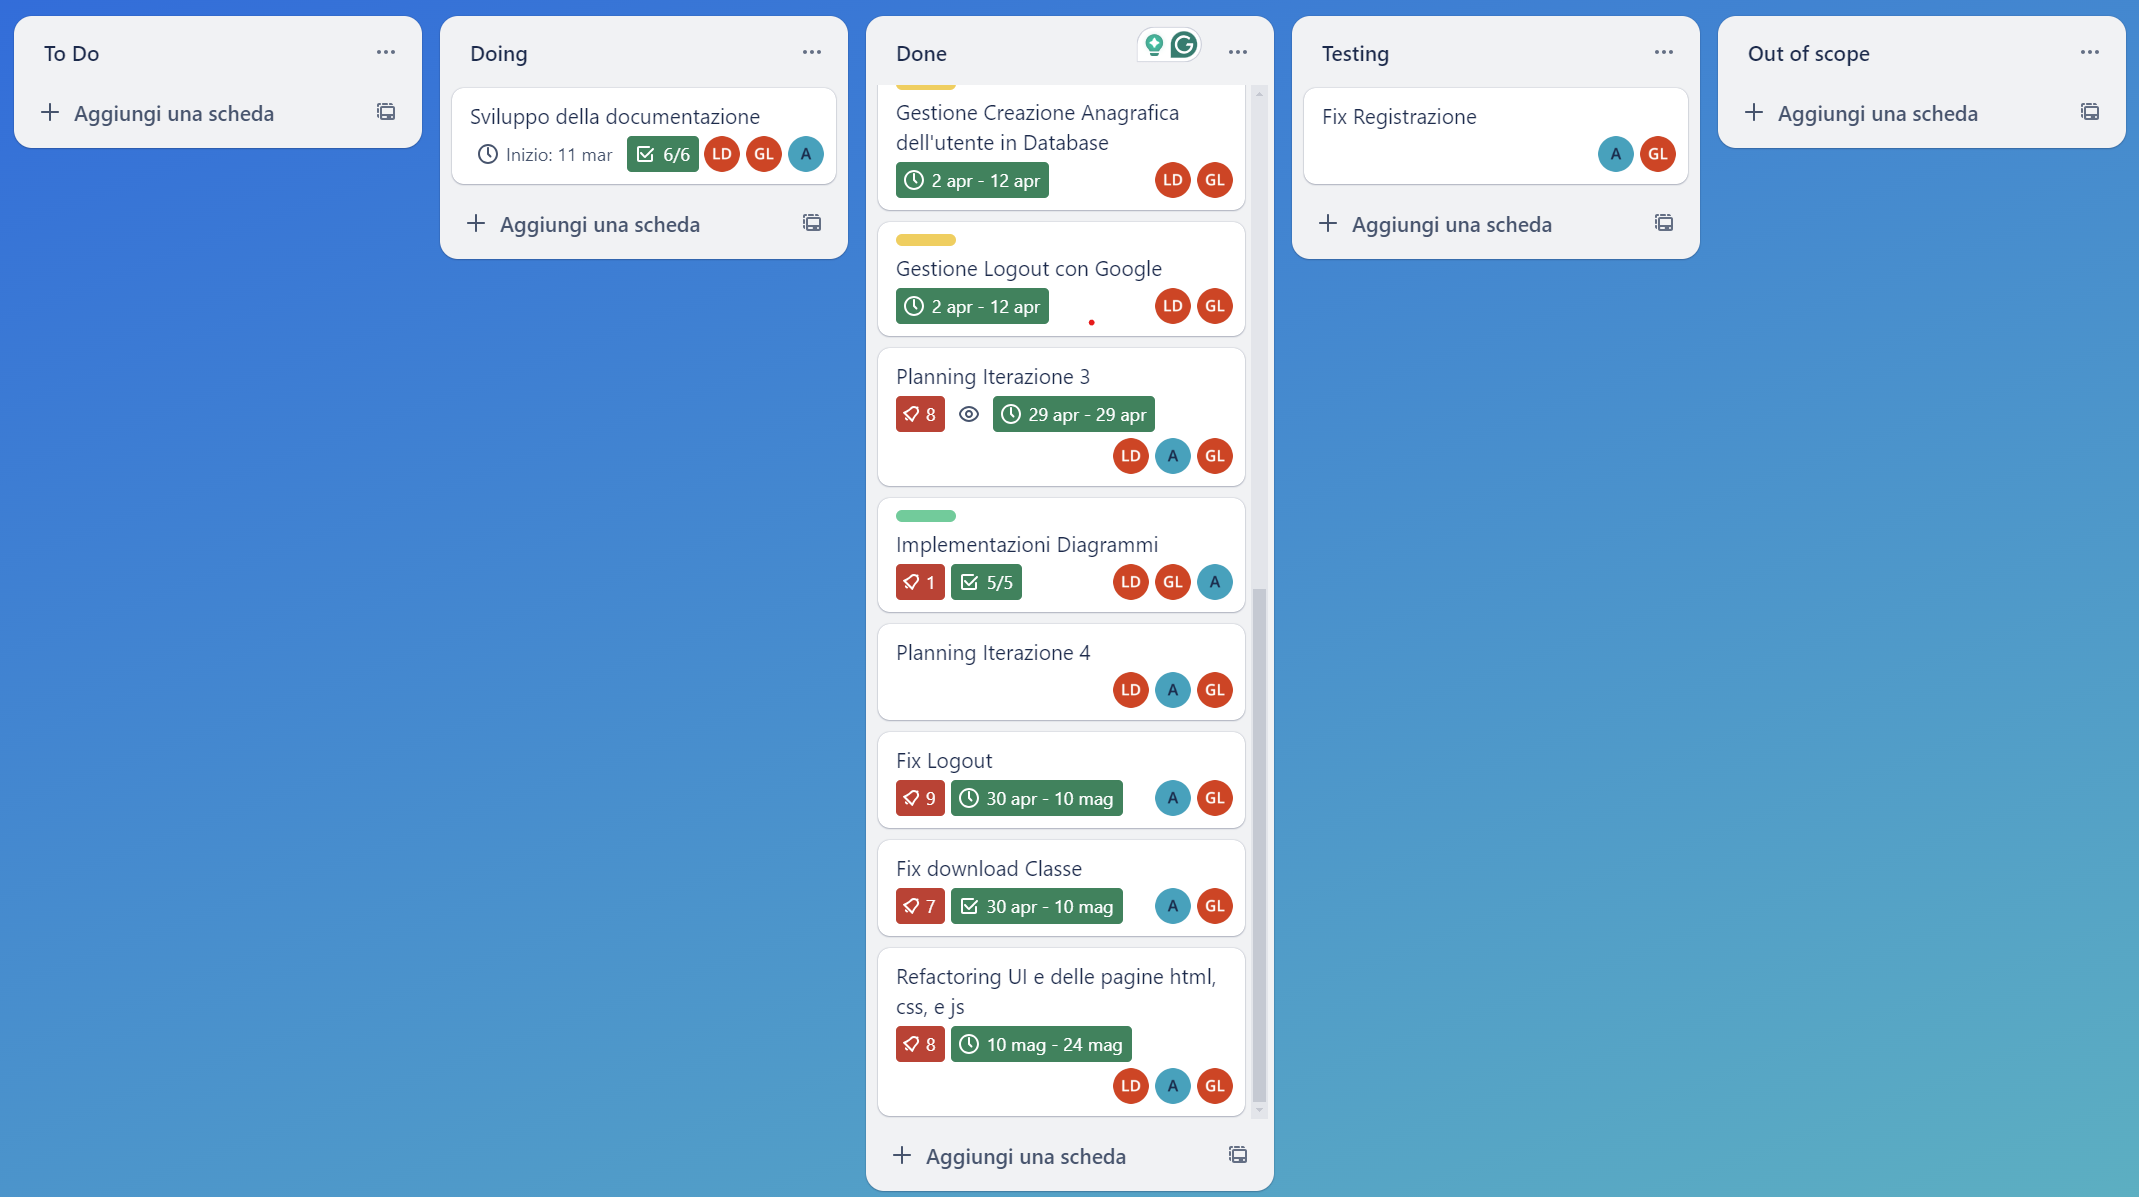 To Do
Aggiungi una scheda
Doing
Sviluppo della documentazione
Inizio: 11 mar 6/6 LD GL A
Aggiungi una scheda
Done
Gestione Creazione Anagrafica
dell'utente in Database
2 apr - 12 apr LD GL
Gestione Logout con Google
2 apr - 12 apr LD GL
Planning Iterazione 3
8 29 apr - 29 apr
LD A GL
Implementazioni Diagrammi
1 5/5 LD GL A
Planning Iterazione 4
LD A GL
Fix Logout
9 30 apr - 10 mag A GL
Fix download Classe
7 30 apr - 10 mag A GL
Refactoring UI e delle pagine html,
css, e js
8 10 mag - 24 mag
LD A GL
Aggiungi una scheda
Testing
Fix Registrazione
A GL
Aggiungi una scheda
Out of scope
Aggiungi una scheda